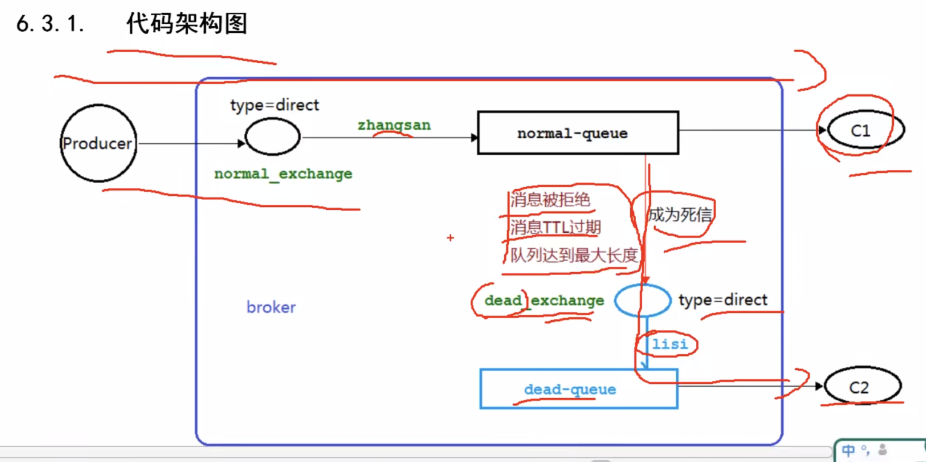 6.3.1. 代码架构图
type=direct
zhangsan
Producer
normal-queue
C1
normal_exchange
消息被拒绝
消息TTL过期
队列达到最大长度
成为死信
dead_exchange
type=direct
broker
lisi
dead-queue
C2
中